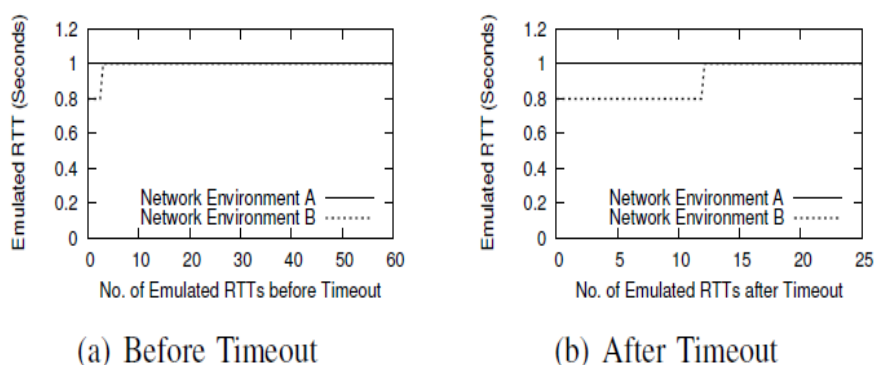 1.2
1
0.8
0.6
0.4
0.2
0
Emulated RTT (Seconds)
Network Environment A
Network Environment B
0 10 20 30 40 50 60
No. of Emulated RTTs before Timeout
(a) Before Timeout
1.2
1
0.8
0.6
0.4
0.2
0
Emulated RTT (Seconds)
Network Environment A
Network Environment B
0 5 10 15 20 25
No. of Emulated RTTs after Timeout
(b) After Timeout